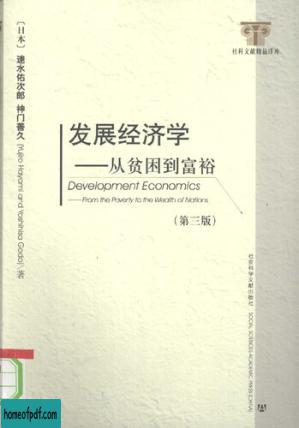 社科文献精品译库
[日本] 速水佑次郎 神门善久 (Yujiro Hayami and Yoshihisa Godo)/著
发展经济学
——从贫困到富裕
Development Economics
——From the Poverty to the Wealth of Nations
(第三版)
社会科学文献出版社
SOCIAL SCIENCES ACADEMIC PRESS (CHINA)
www.homeofpdf.com